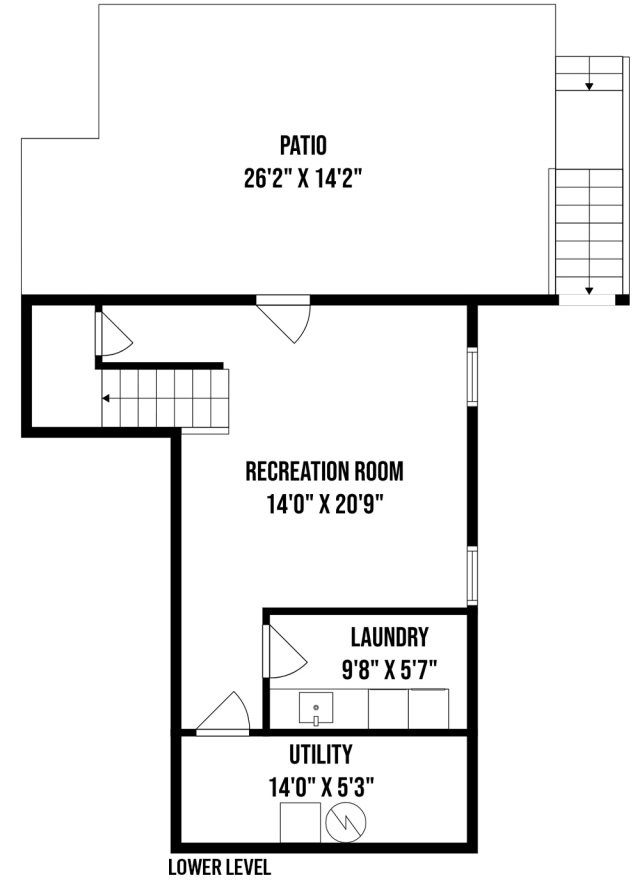 PATIO
26'2" X 14'2"
RECREATION ROOM
14'0" X 20'9"
LAUNDRY
9'8" X 5'7"
UTILITY
14'0" X 5'3"
LOWER LEVEL